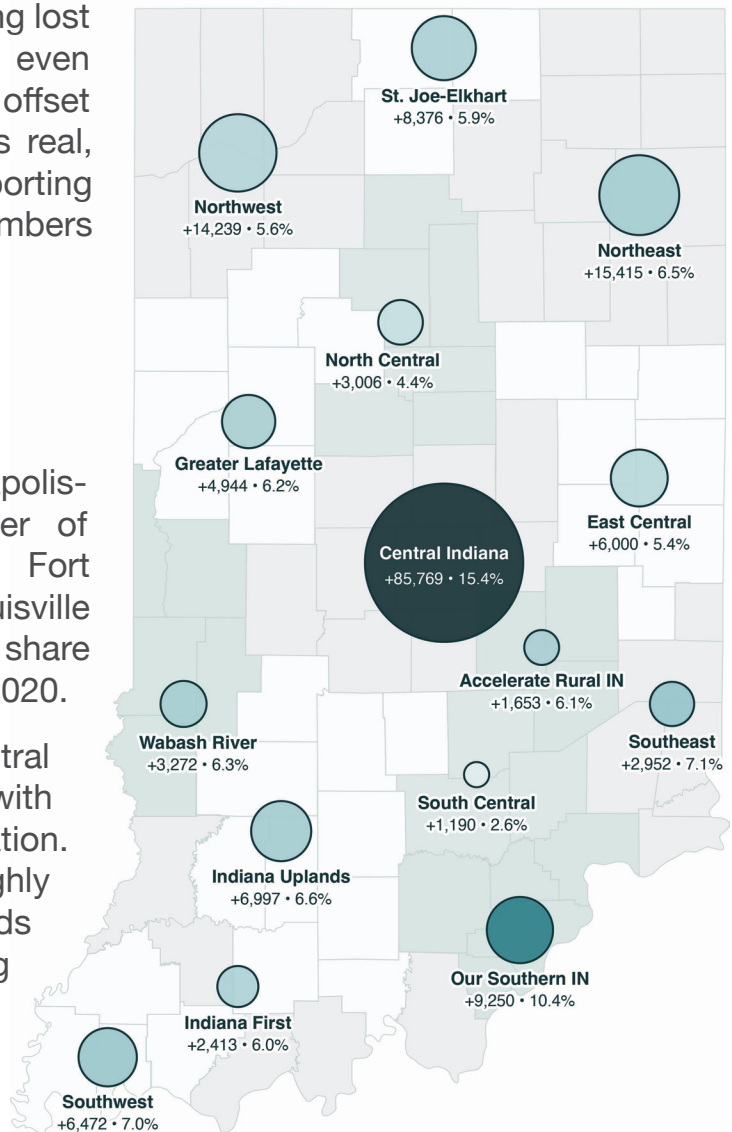 ng lost
even
offset
s real,
porting
mbers
polis-
er of
Fort
uisville
share
020.
tral
with
tion.
ghly
ds
g
St. Joe-Elkhart
+8,376 • 5.9%
Northwest
+14,239 • 5.6%
Northeast
+15,415 • 6.5%
North Central
+3,006 • 4.4%
Greater Lafayette
+4,944 • 6.2%
East Central
+6,000 • 5.4%
Central Indiana
+85,769 • 15.4%
Accelerate Rural IN
+1,653 • 6.1%
Wabash River
+3,272 • 6.3%
Southeast
+2,952 • 7.1%
South Central
+1,190 • 2.6%
Indiana Uplands
+6,997 • 6.6%
Our Southern IN
+9,250 • 10.4%
Indiana First
+2,413 • 6.0%
Southwest
+6,472 • 7.0%